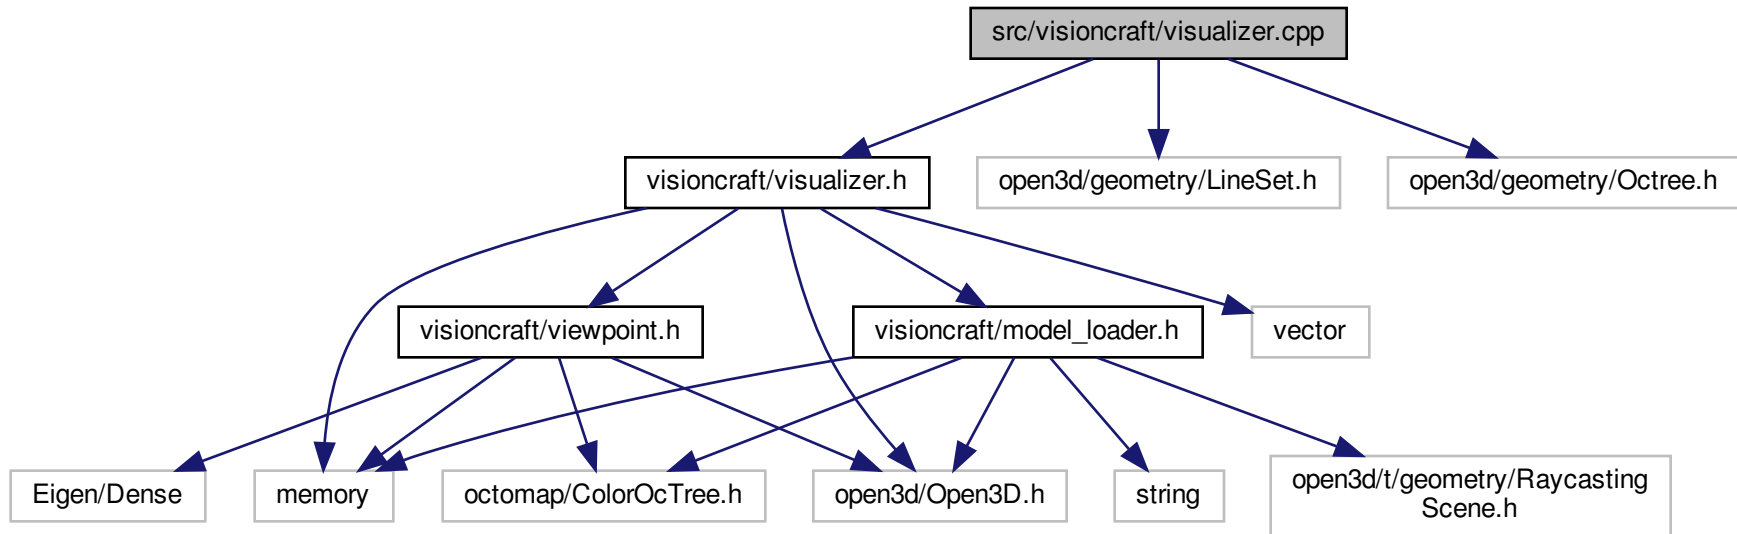 src/visioncraft/visualizer.cpp
visioncraft/visualizer.h
open3d/geometry/LineSet.h
open3d/geometry/Octree.h
visioncraft/viewpoint.h
visioncraft/model_loader.h
vector
Eigen/Dense
memory
octomap/ColorOcTree.h
open3d/Open3D.h
string
open3d/t/geometry/Raycasting
Scene.h